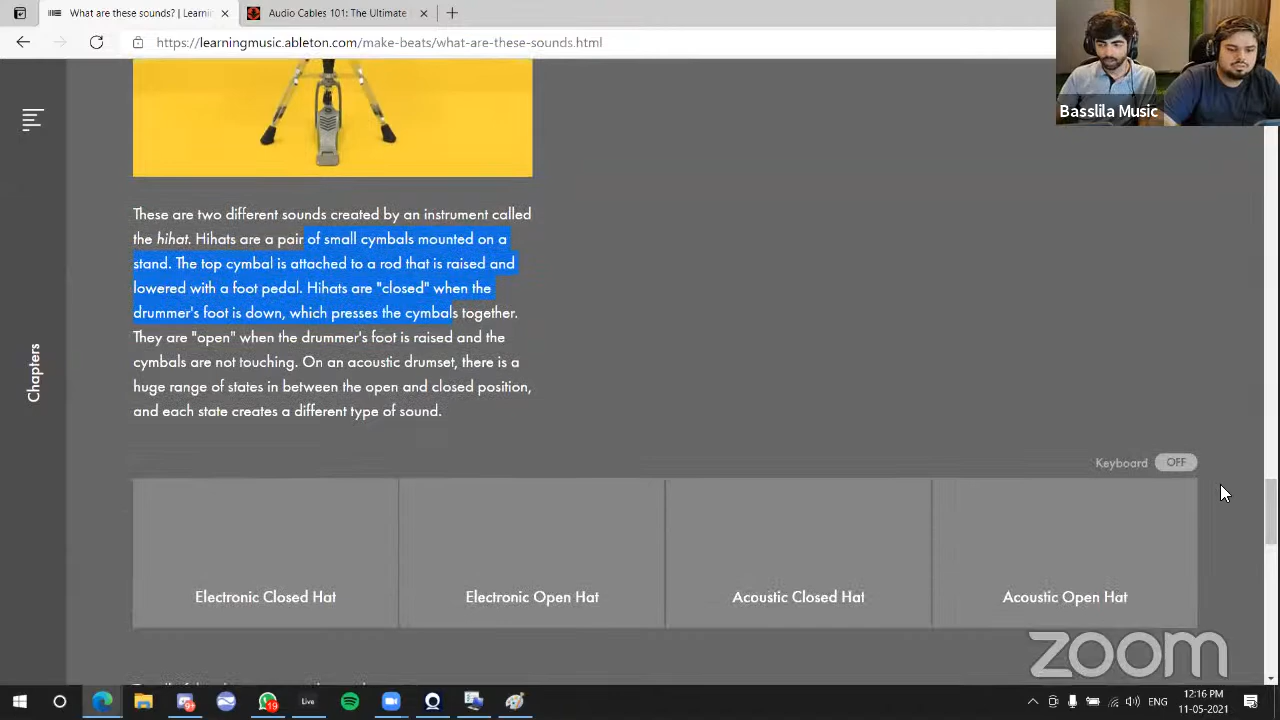 What are these sounds? | Learni
Audio Cables 101: The Ultimate
https://learningmusic.ableton.com/make-beats/what-are-these-sounds.html
Basslila Music
Chapters
These are two different sounds created by an instrument called
the hihat. Hihats are a pair of small cymbals mounted on a
stand. The top cymbal is attached to a rod that is raised and
lowered with a foot pedal. Hihats are "closed" when the
drummer's foot is down, which presses the cymbals together.
They are "open" when the drummer's foot is raised and the
cymbals are not touching. On an acoustic drumset, there is a
huge range of states in between the open and closed position,
and each state creates a different type of sound.
Keyboard OFF
Electronic Closed Hat
Electronic Open Hat
Acoustic Closed Hat
Acoustic Open Hat
zoom
19
Live
ENG
12:16 PM
11-05-2021